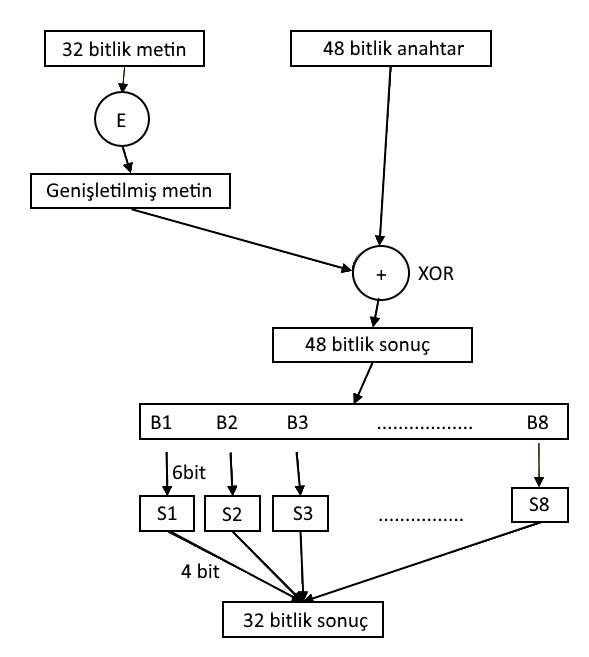 32 bitlik metin
48 bitlik anahtar
E
Genişletilmiş metin
+ XOR
48 bitlik sonuç
B1 B2 B3 .................. B8
6bit
S1 S2 S3 ................ S8
4 bit
32 bitlik sonuç